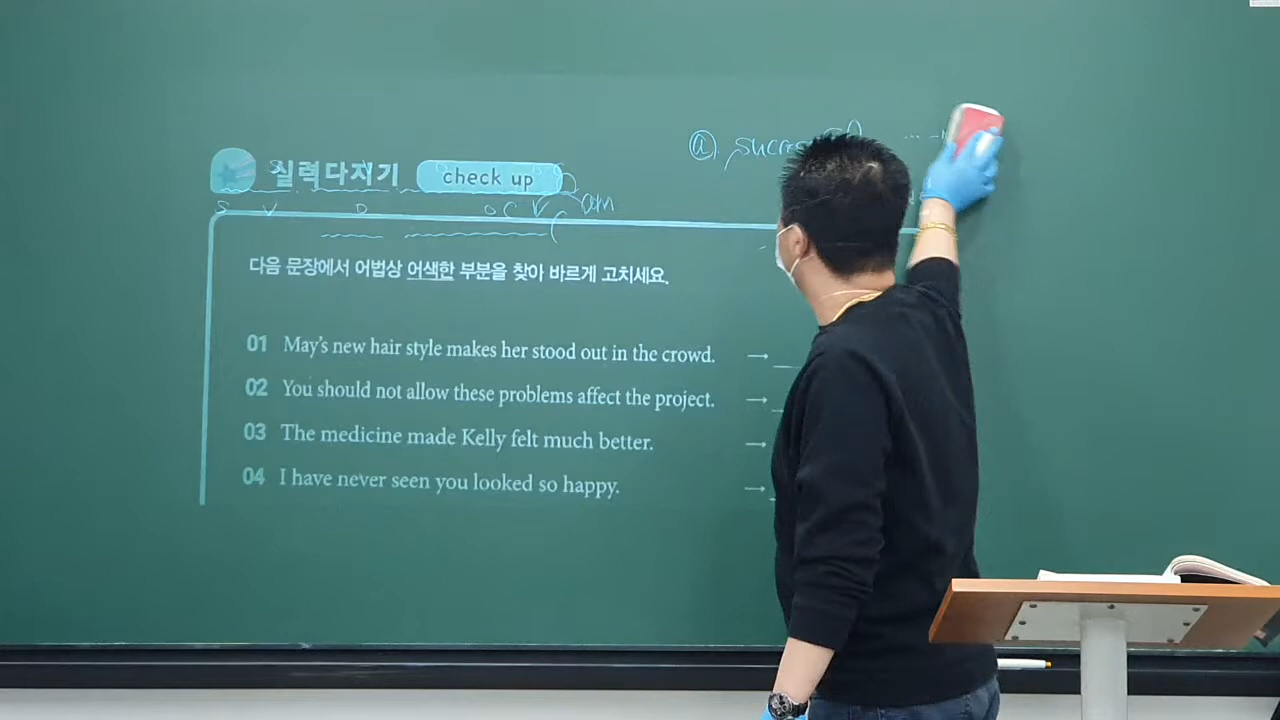 ⓐ
실력다지기 check up
S V O OC V am
다음 문장에서 어법상 어색한 부분을 찾아 바르게 고치세요.
01 May's new hair style makes her stood out in the crowd. →
02 You should not allow these problems affect the project. →
03 The medicine made Kelly felt much better. →
04 I have never seen you looked so happy. →